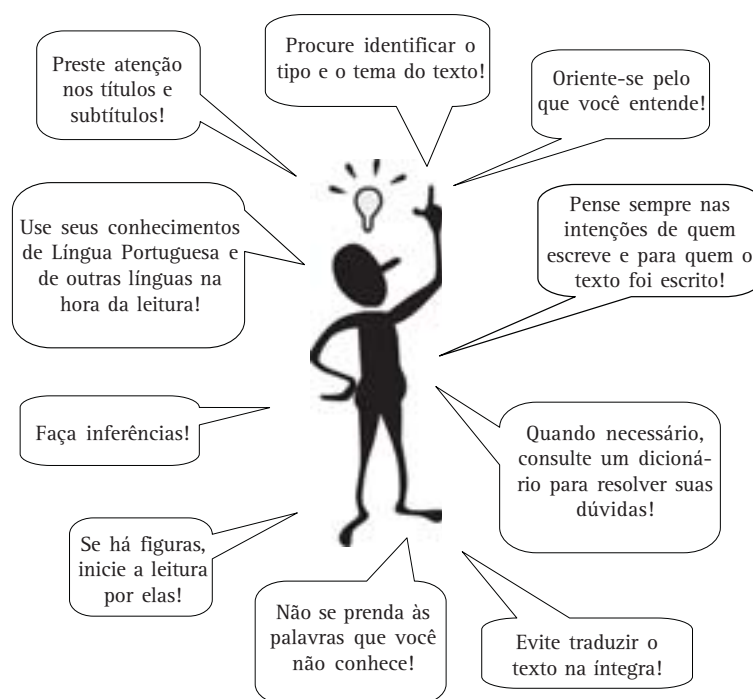 Preste atenção
nos títulos e
subtítulos!
Procure identificar o
tipo e o tema do texto!
Oriente-se pelo
que você entende!
Use seus conhecimentos
de Língua Portuguesa e
de outras línguas na
hora da leitura!
Pense sempre nas
intenções de quem
escreve e para quem o
texto foi escrito!
Faça inferências!
Quando necessário,
consulte um dicioná-
rio para resolver suas
dúvidas!
Se há figuras,
inicie a leitura
por elas!
Não se prenda às
palavras que você
não conhece!
Evite traduzir o
texto na íntegra!